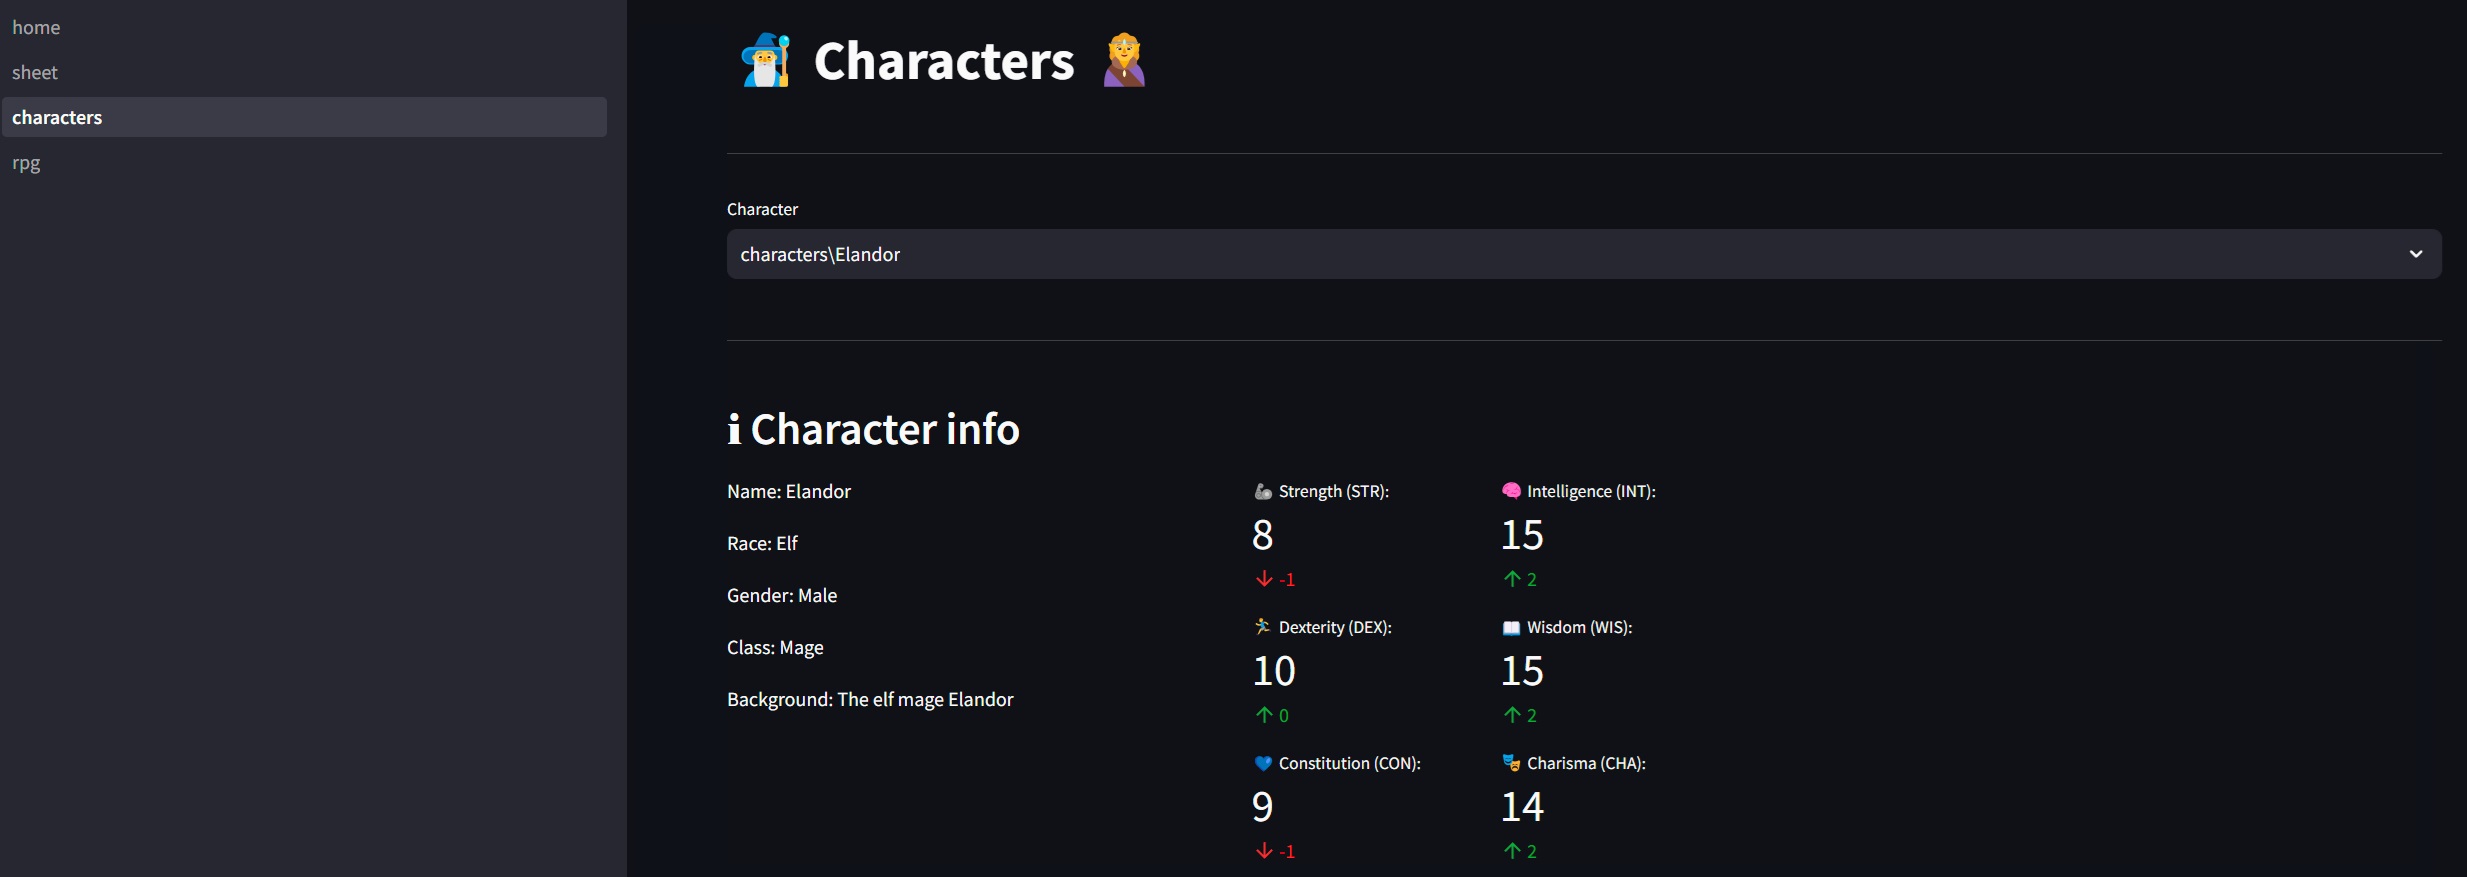 home
sheet
characters
rpg
Characters
Character
characters\Elandor
i Character info
Name: Elandor
Race: Elf
Gender: Male
Class: Mage
Background: The elf mage Elandor
Strength (STR):
8
-1
Dexterity (DEX):
10
0
Constitution (CON):
9
-1
Intelligence (INT):
15
2
Wisdom (WIS):
15
2
Charisma (CHA):
14
2